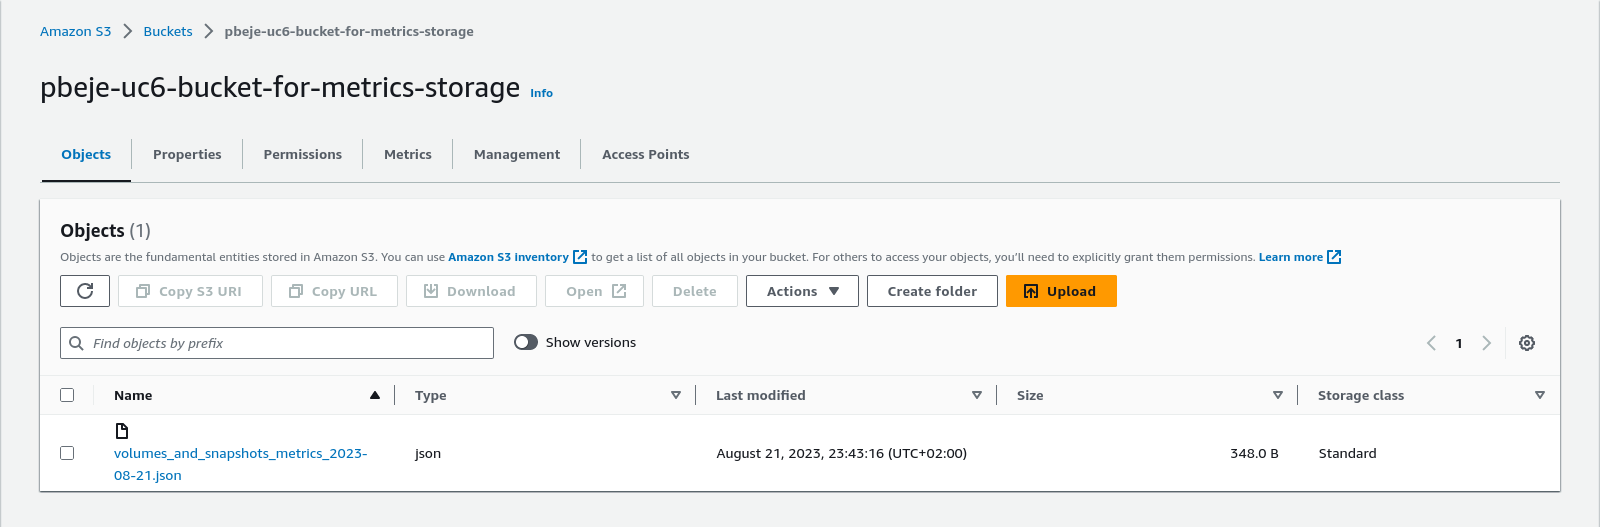 Amazon S3 > Buckets > pbeje-uc6-bucket-for-metrics-storage
pbeje-uc6-bucket-for-metrics-storage Info
Objects Properties Permissions Metrics Management Access Points
Objects (1)
Objects are the fundamental entities stored in Amazon S3. You can use Amazon S3 inventory to get a list of all objects in your bucket. For others to access your objects, you'll need to explicitly grant them permissions. Learn more
Copy S3 URI Copy URL Download Open Delete Actions Create folder Upload
Find objects by prefix Show versions 1
Name Type Last modified Size Storage class
volumes_and_snapshots_metrics_2023- json August 21, 2023, 23:43:16 (UTC+02:00) 348.0 B Standard
08-21.json